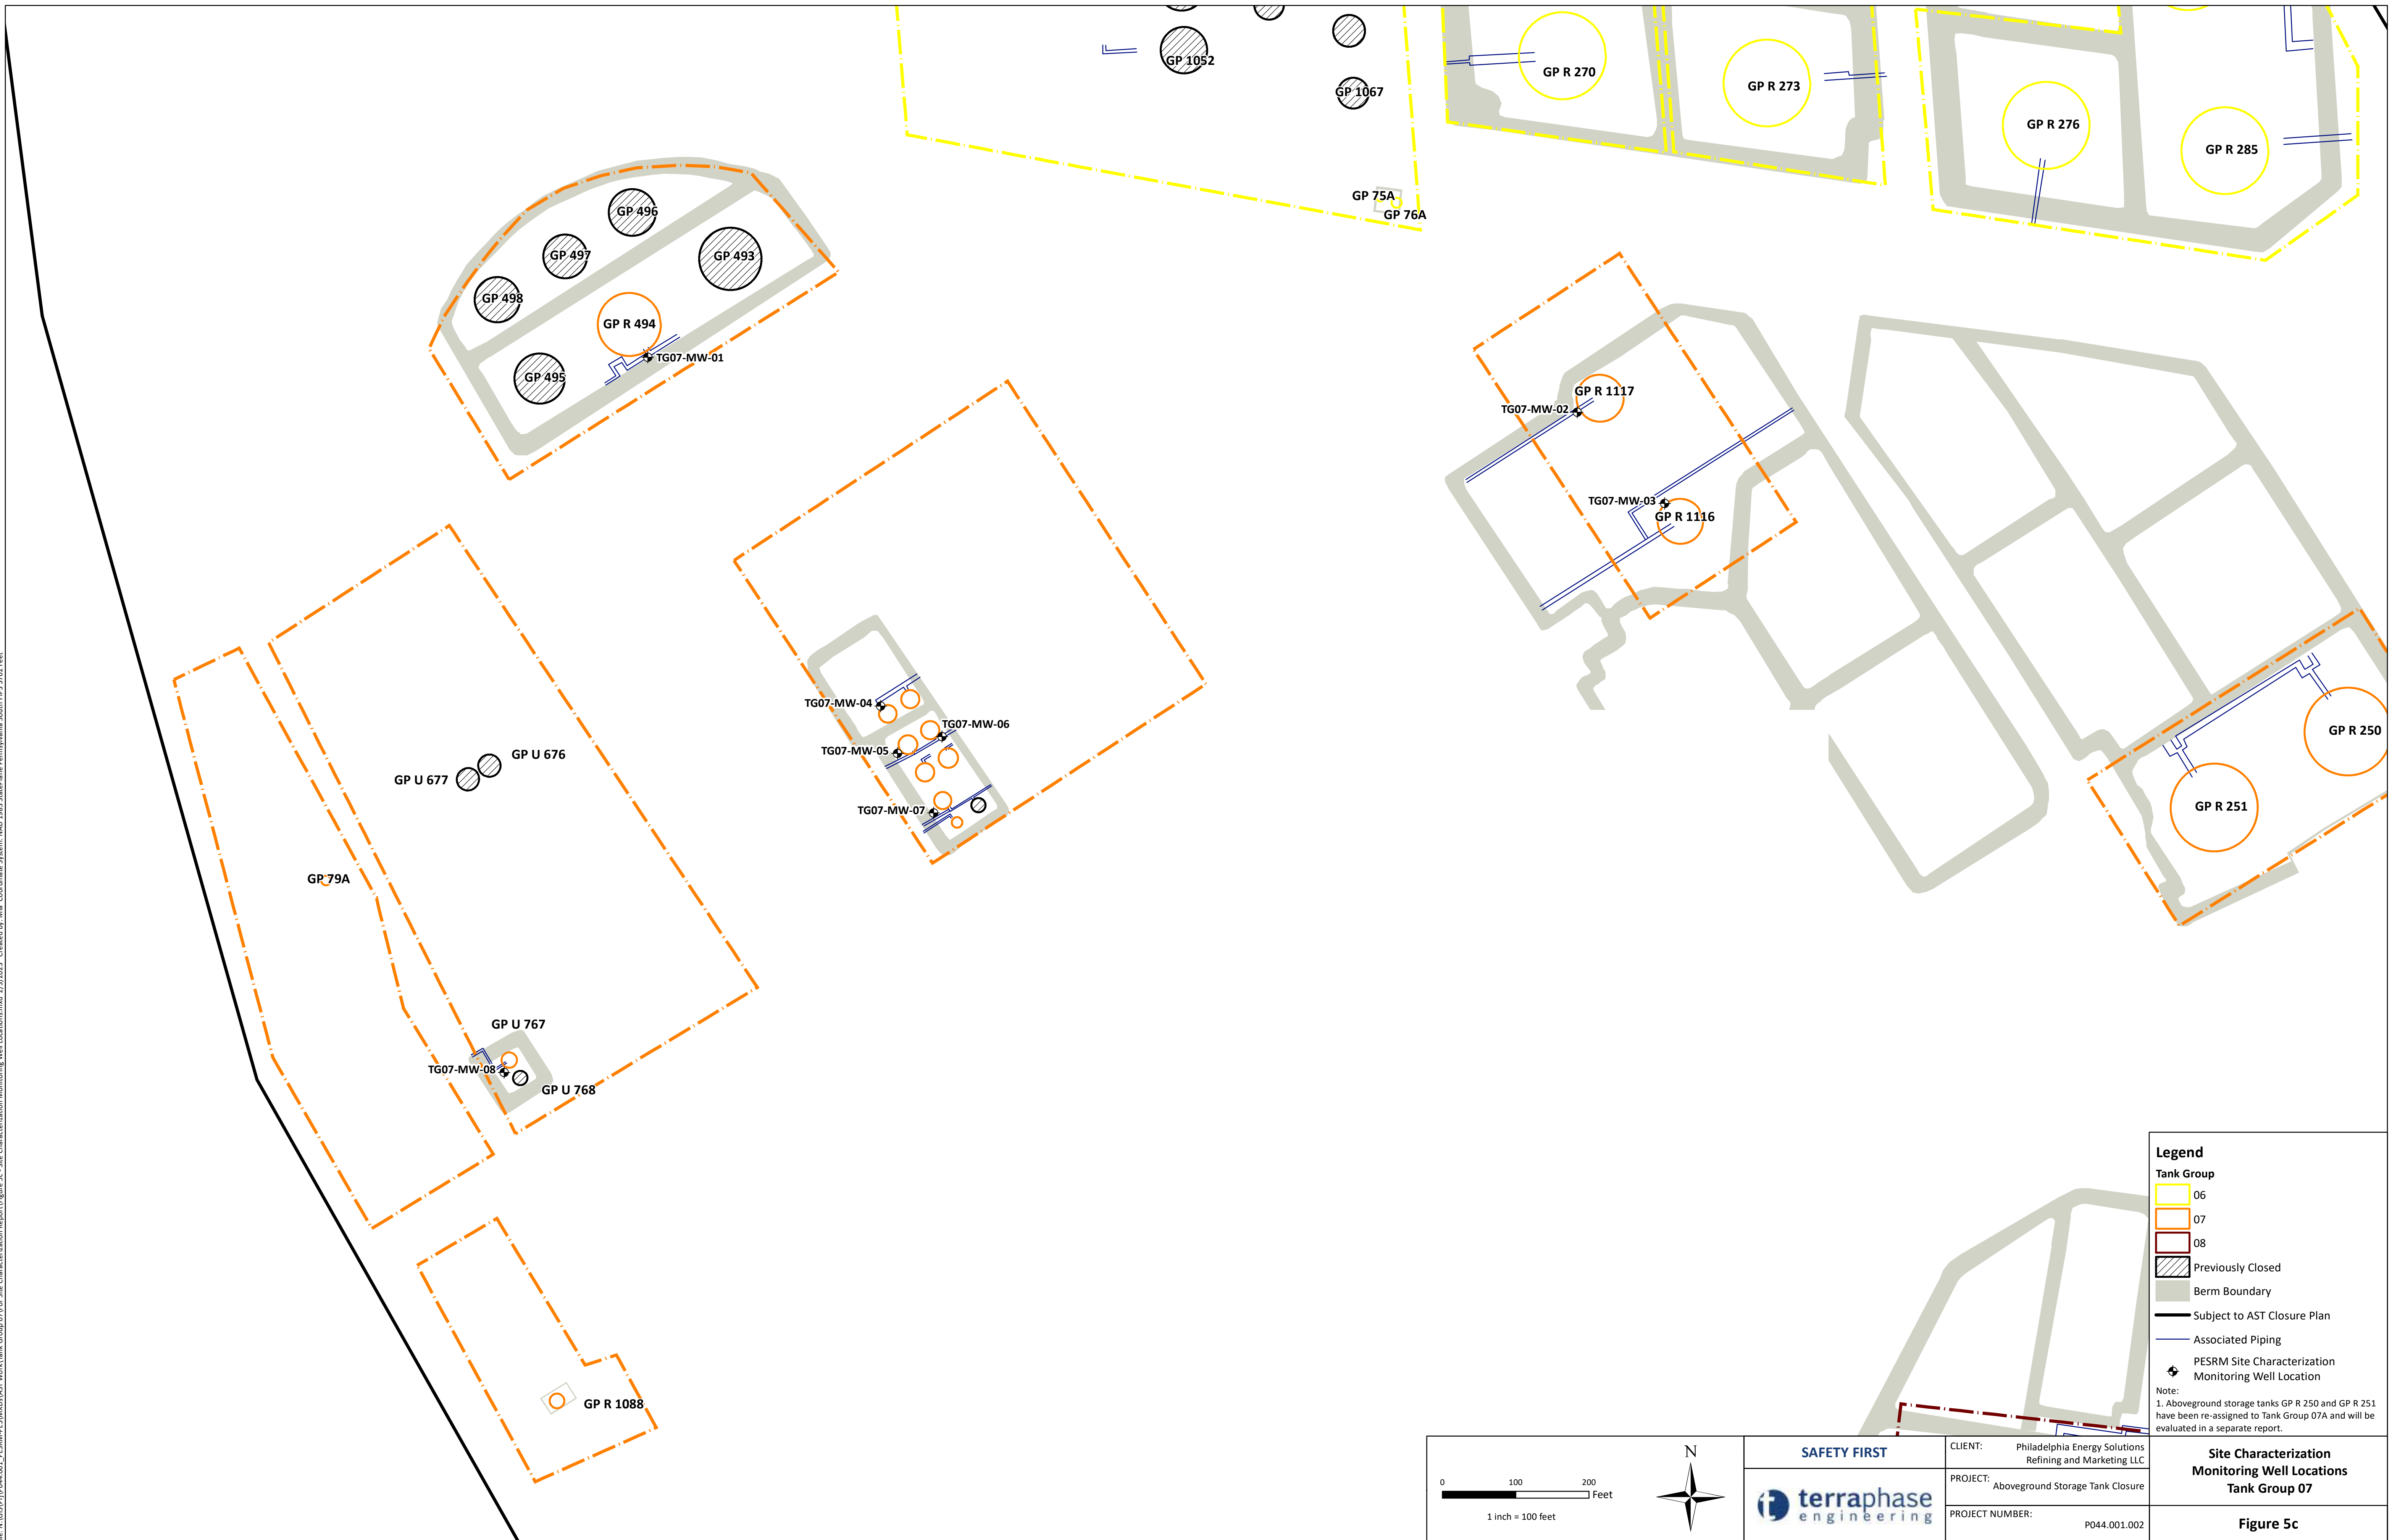 GP 1052
GP 1067
GP R 270
GP R 273
GP R 276
GP R 285
GP 75A
GP 76A
GP 496
GP 497
GP 493
GP 498
GP R 494
TG07-MW-01
GP 495
GP R 1117
TG07-MW-02
TG07-MW-03
GP R 1116
TG07-MW-04
TG07-MW-06
TG07-MW-05
TG07-MW-07
GP R 250
GP R 251
GP U 676
GP U 677
GP 79A
GP U 767
TG07-MW-08
GP U 768
GP R 1088
Legend
Tank Group
06
07
08
Previously Closed
Berm Boundary
Subject to AST Closure Plan
Associated Piping
PESRM Site Characterization
Monitoring Well Location
Note:
1. Aboveground storage tanks GP R 250 and GP R 251
have been re-assigned to Tank Group 07A and will be
evaluated in a separate report.
0 100 200
Feet
1 inch = 100 feet
N
SAFETY FIRST
terraphase
engineering
CLIENT: Philadelphia Energy Solutions
Refining and Marketing LLC
PROJECT: Aboveground Storage Tank Closure
PROJECT NUMBER:
P044.001.002
Site Characterization
Monitoring Well Locations
Tank Group 07
Figure 5c